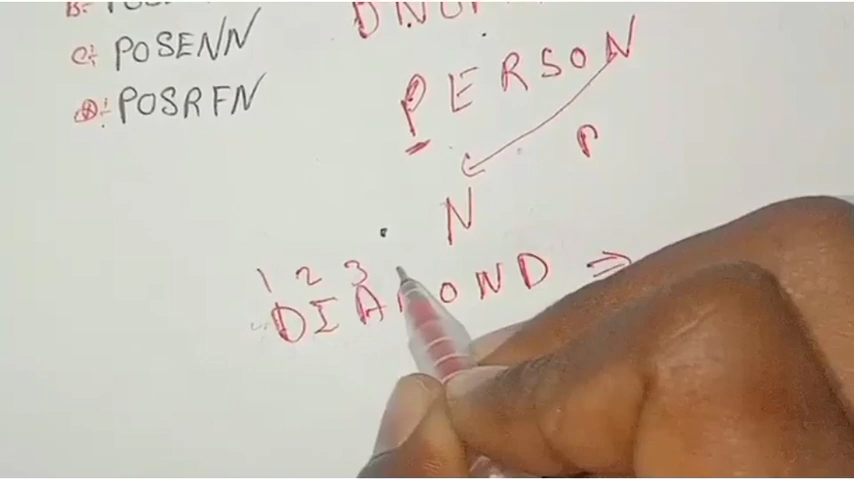 C:- POSENN
POSRFN
PERSON
N
1 2 3
DIAMOND ⇒